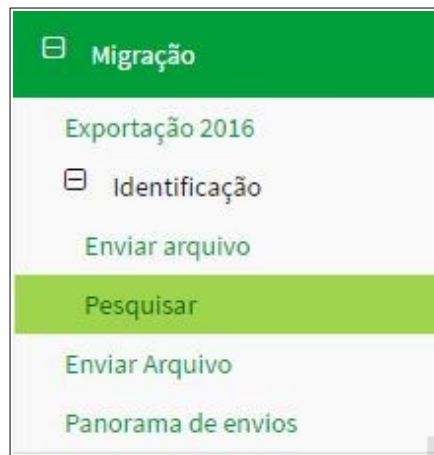 Migração
Exportação 2016
Identificação
Enviar arquivo
Pesquisar
Enviar Arquivo
Panorama de envios